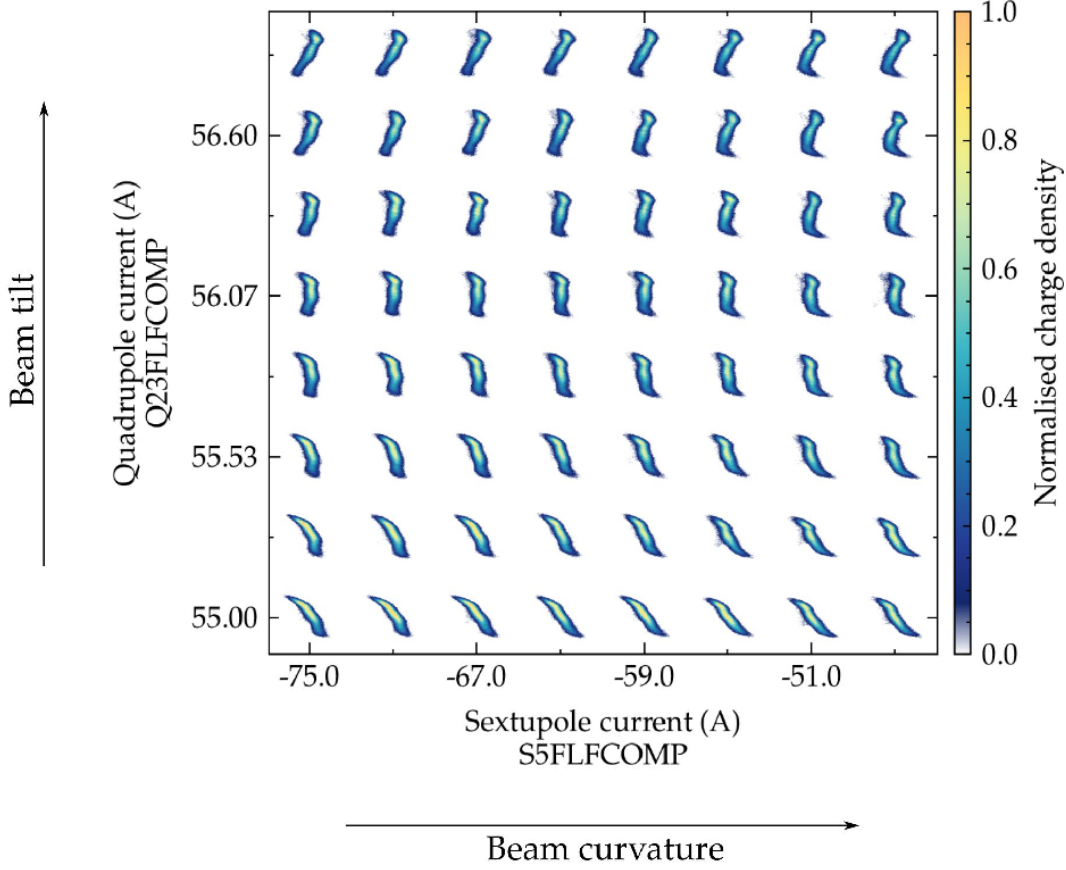 Beam tilt
Quadrupole current (A)
Q23FLFCOMP
56.60
56.07
55.53
55.00
-75.0
-67.0
-59.0
-51.0
Sextupole current (A)
S5FLFCOMP
Beam curvature
1.0
0.8
0.6
0.4
0.2
0.0
Normalised charge density